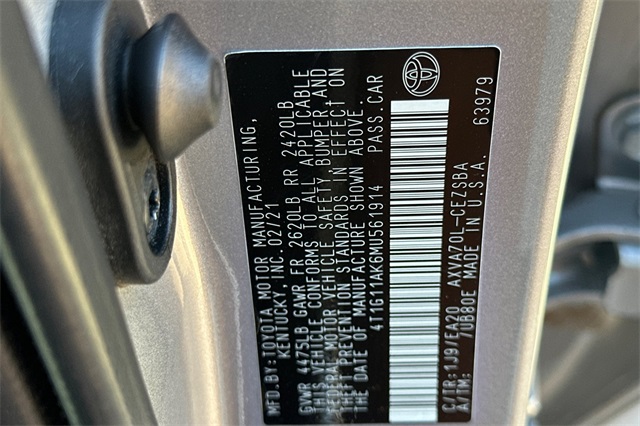 MFD.BY:TOYOTA MOTOR MANUFACTURING,
KENTUCKY, INC. 02/21
GVWR 4475LB GAWR FR 2620LB RR 2420LB
THIS VEHICLE CONFORMS TO ALL APPLICABLE
FEDERAL MOTOR VEHICLE SAFETY, BUMPER, AND
THEFT PREVENTION STANDARDS IN EFFECT ON
THE DATE OF MANUFACTURE SHOWN ABOVE.
4T1G11AK6MU561914 PASS.CAR
C/TR:1J9/EA20 AXVA70L-CEZSBA
A/TM: 7UB80E MADE IN U.S.A.
63979